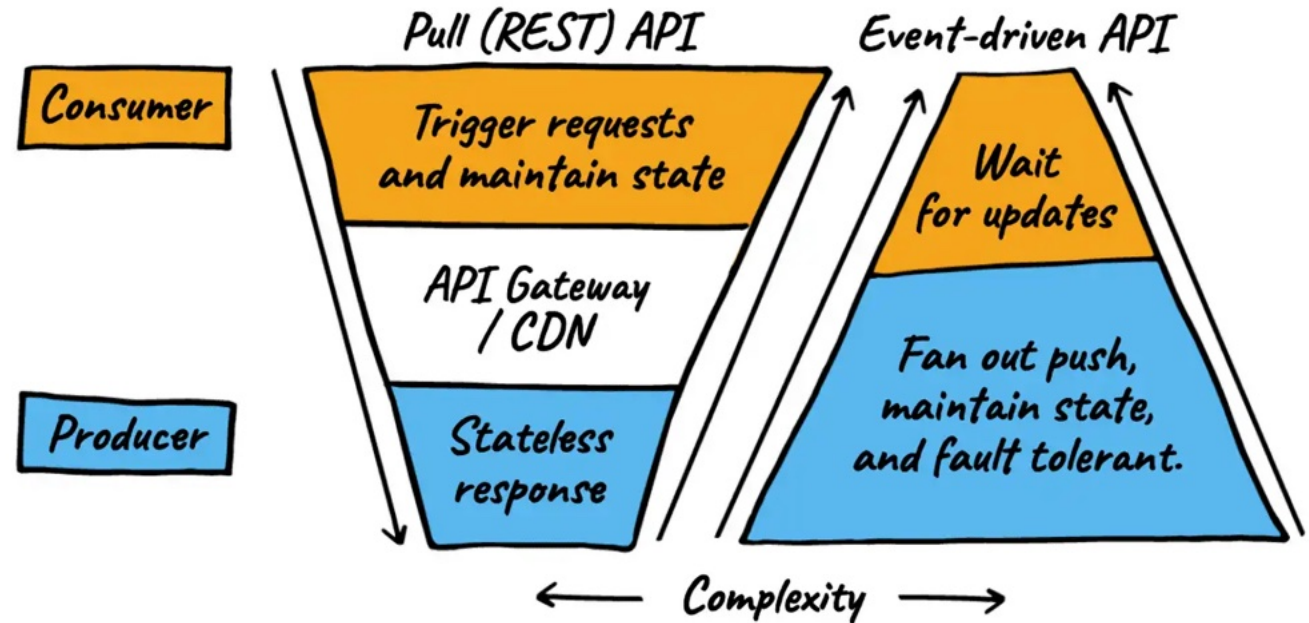 Pull (REST) API
Event-driven API
Consumer
Trigger requests
and maintain state
Wait
for updates
API Gateway
/ CDN
Fan out push,
maintain state,
and fault tolerant.
Producer
Stateless
response
Complexity